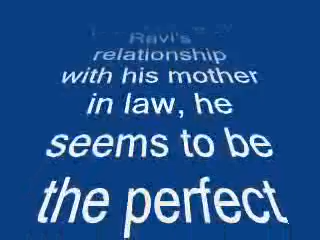 Ravi's
relationship
with his mother
in law, he
seems to be
the perfect